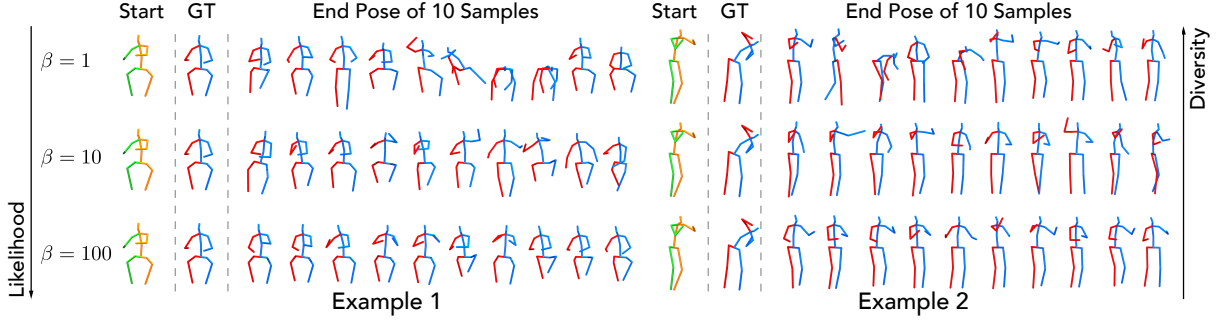 Start GT End Pose of 10 Samples Start GT End Pose of 10 Samples
β = 1
β = 10
β = 100
Likelihood
Diversity
Example 1 Example 2